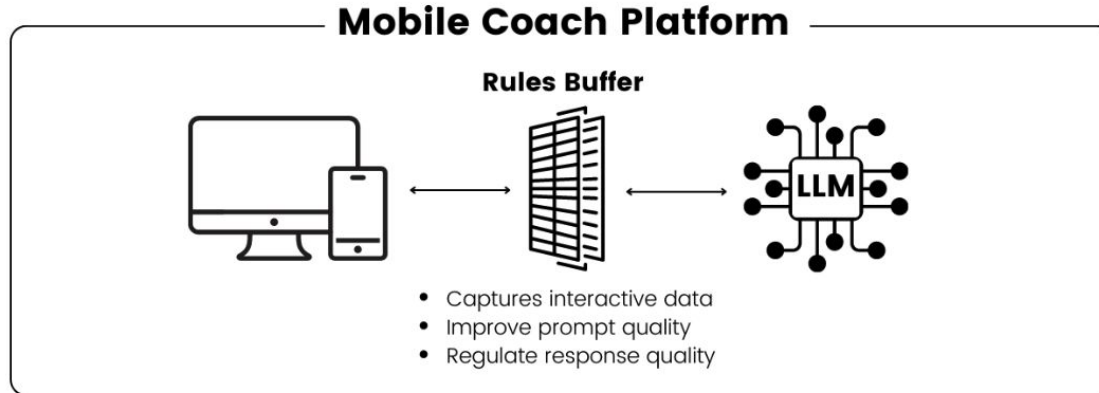 Mobile Coach Platform
Rules Buffer
LLM
• Captures interactive data
• Improve prompt quality
• Regulate response quality